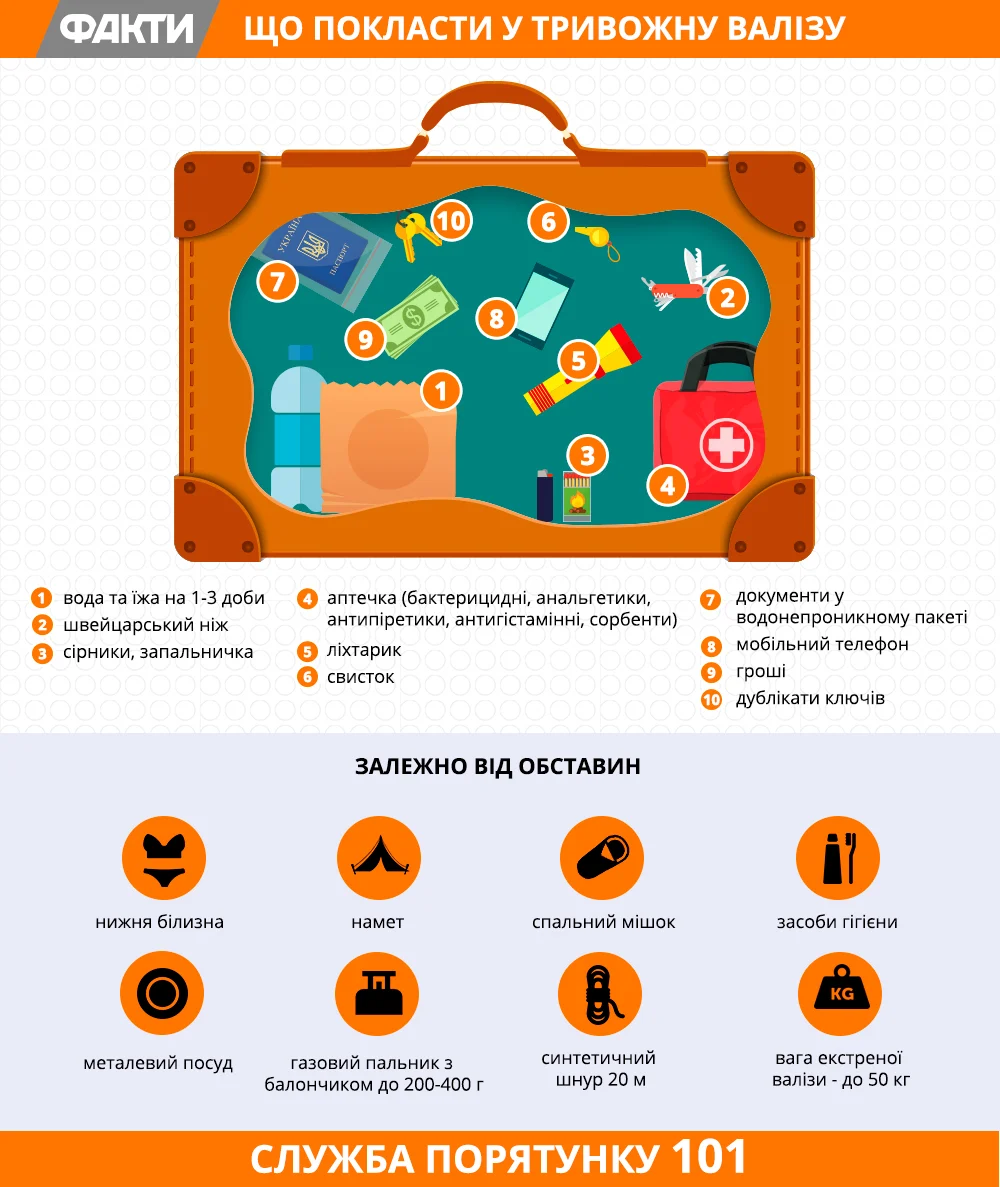 ФАКТИ
ЩО ПОКЛАСТИ У ТРИВОЖНУ ВАЛІЗУ
УКРАЇНА
ПАСПОРТ
7
10
6
2
9
8
5
1
3
4
1 вода та їжа на 1-3 доби
2 швейцарський ніж
3 сірники, запальничка
4 аптечка (бактерицидні, анальгетики,
антипіретики, антигістамінні, сорбенти)
5 ліхтарик
6 свисток
7 документи у
водонепроникному пакеті
8 мобільний телефон
9 гроші
10 дублікати ключів
ЗАЛЕЖНО ВІД ОБСТАВИН
нижня білизна
намет
спальний мішок
засоби гігієни
металевий посуд
газовий пальник з
балончиком до 200-400 г
синтетичний
шнур 20 м
KG
вага екстреної
валізи - до 50 кг
СЛУЖБА ПОРЯТУНКУ 101